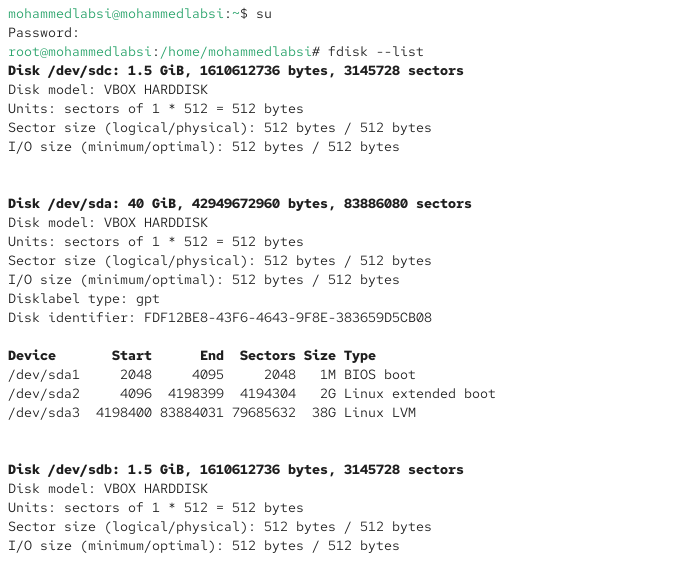 mohammedlabsi@mohammedlabsi:~$ su
Password:
root@mohammedlabsi:/home/mohammedlabsi# fdisk --list
Disk /dev/sdc: 1.5 GiB, 1610612736 bytes, 3145728 sectors
Disk model: VBOX HARDDISK
Units: sectors of 1 * 512 = 512 bytes
Sector size (logical/physical): 512 bytes / 512 bytes
I/O size (minimum/optimal): 512 bytes / 512 bytes
Disk /dev/sda: 40 GiB, 42949672960 bytes, 83886080 sectors
Disk model: VBOX HARDDISK
Units: sectors of 1 * 512 = 512 bytes
Sector size (logical/physical): 512 bytes / 512 bytes
I/O size (minimum/optimal): 512 bytes / 512 bytes
Disklabel type: gpt
Disk identifier: FDF12BE8-43F6-4643-9F8E-383659D5CB08
Device       Start      End  Sectors Size Type
/dev/sda1     2048     4095     2048   1M BIOS boot
/dev/sda2     4096  4198399  4194304   2G Linux extended boot
/dev/sda3  4198400 83884031 79685632  38G Linux LVM
Disk /dev/sdb: 1.5 GiB, 1610612736 bytes, 3145728 sectors
Disk model: VBOX HARDDISK
Units: sectors of 1 * 512 = 512 bytes
Sector size (logical/physical): 512 bytes / 512 bytes
I/O size (minimum/optimal): 512 bytes / 512 bytes